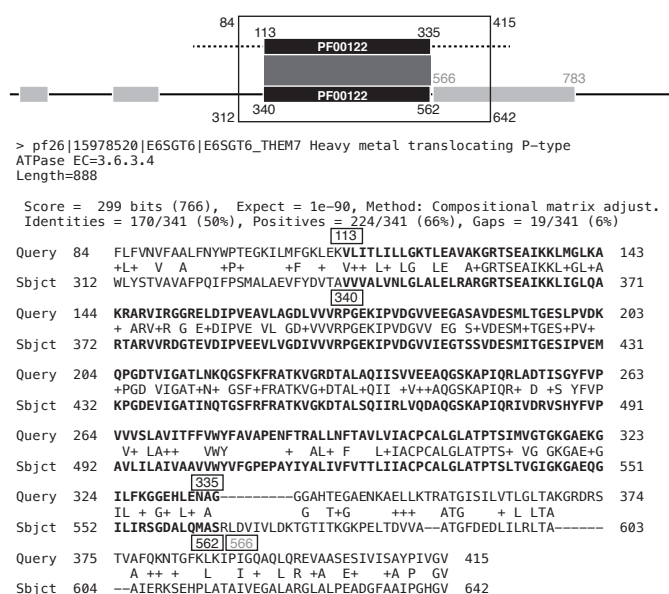 84 415
113 335
PF00122
566 783
PF00122
340 562
312 642
> pf26|15978520|E6SGT6|E6SGT6_THEM7 Heavy metal translocating P-type
ATPase EC=3.6.3.4
Length=888
Score = 299 bits (766), Expect = 1e-90, Method: Compositional matrix adjust.
Identities = 170/341 (50%), Positives = 224/341 (66%), Gaps = 19/341 (6%)
113
Query 84 FLFVNVFAALFNYWPTEGKILMFGKLEKVLITLILLGKTLEAVAKGRTSEAIKKLMGLKA 143
+L+ V A +P+ +F + V++ L+ LG LE A+GRTSEAIKKL+GL+A
Sbjct 312 WLYSTVAVAFPQIFPSMALAEVFYDVTAVVVALVNLGLALELRARGRTSEAIKKLIGLQA 371
340
Query 144 KRARVIRGGRELDIPVEAVLAGDLVVVRPGEKIPVDGVVEEGASAVDESMLTGESLPVDK 203
+ ARV+R G E+DIPVE VL GD+VVVRPGEKIPVDGVV EG S+VDESM+TGES+PV+
Sbjct 372 RTARVVRDGTEVDIPVEEVLVGDIVVVRPGEKIPVDGVVIEGTSSVDESMITGESIPVEM 431
Query 204 QPGDTVIGATLNKQGSFKFRATKVGRDTALAQIISVVEEAQGSKAPIQRLADTISGYFVP 263
+PGD VIGAT+N+ GSF+FRATKVG+DTAL+QII +V++AQGSKAPIQR+ D +S YFVP
Sbjct 432 KPGDEVIGATINQTGSFRFRATKVGKDTALSQIIRLVQDAQGSKAPIQRIVDRVSHYFVP 491
Query 264 VVVSLAVITFFVWYFAVAPENFTRALLNFTAVLVIACPCALGLATPTSIMVGTGKGAEKG 323
V+ LA++ VWY + AL+ F L+IACPCALGLATPTS+ VG GKGAE+G
Sbjct 492 AVLILAIVAAVVWYVFGPEPAYIYALIVFVTTLIIACPCALGLATPTSLTVGIGKGAEQG 551
335
Query 324 ILFKGGEHLENAG---------GGAHTEGAENKAELLKTRATGISILVTLGLTAKGRDRS 374
IL + G+ L+ A G T+G +++ ATG + L LTA
Sbjct 552 ILIRSGDALQMASRLDVIVLDKTGTITKGKPELTDVVA--ATGFDEDLILRLTA------ 603
562 566
Query 375 TVAFQKNTGFKLKIPIGQAQLQREVAASESIVISAYPIVGV 415
A ++ + L I + L R +A E+ +A P GV
Sbjct 604 --AIERKSEHPLATAIVEGALARGLALPEADGFAAIPGHGV 642